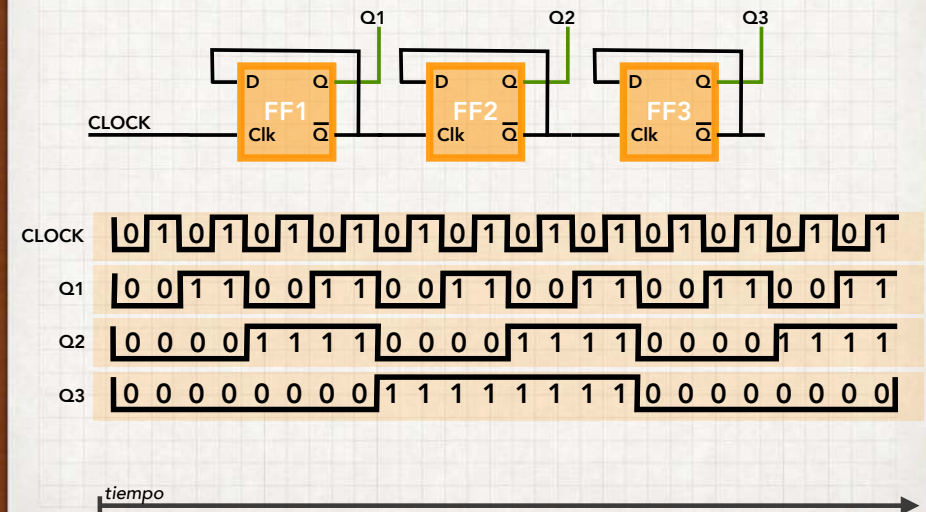 Q1 Q2 Q3
D Q D Q D Q
FF1 FF2 FF3
CLOCK
Clk Q Clk Q Clk Q
CLOCK 0 1 0 1 0 1 0 1 0 1 0 1 0 1 0 1 0 1 0 1 0 1 0 1
Q1 0 0 1 1 0 0 1 1 0 0 1 1 0 0 1 1 0 0 1 1 0 0 1 1
Q2 0 0 0 0 1 1 1 1 0 0 0 0 1 1 1 1 0 0 0 0 1 1 1 1
Q3 0 0 0 0 0 0 0 0 1 1 1 1 1 1 1 1 0 0 0 0 0 0 0 0
tiempo